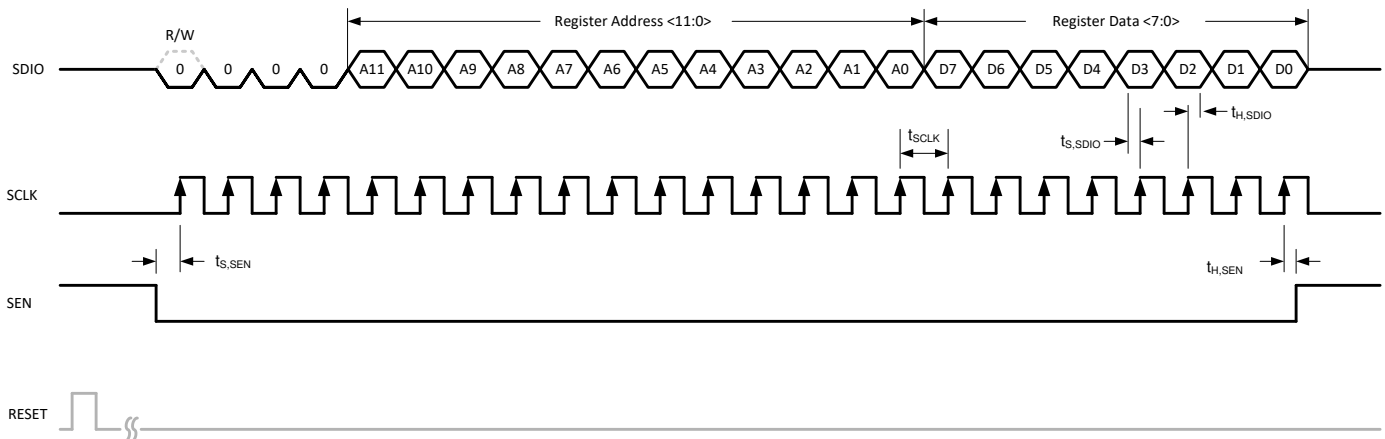 Register Address <11:0> Register Data <7:0>
R/W
SDIO 0 0 0 0 A11 A10 A9 A8 A7 A6 A5 A4 A3 A2 A1 A0 D7 D6 D5 D4 D3 D2 D1 D0
tH,SDIO
tSCLK tS,SDIO
SCLK
tS,SEN tH,SEN
SEN
RESET